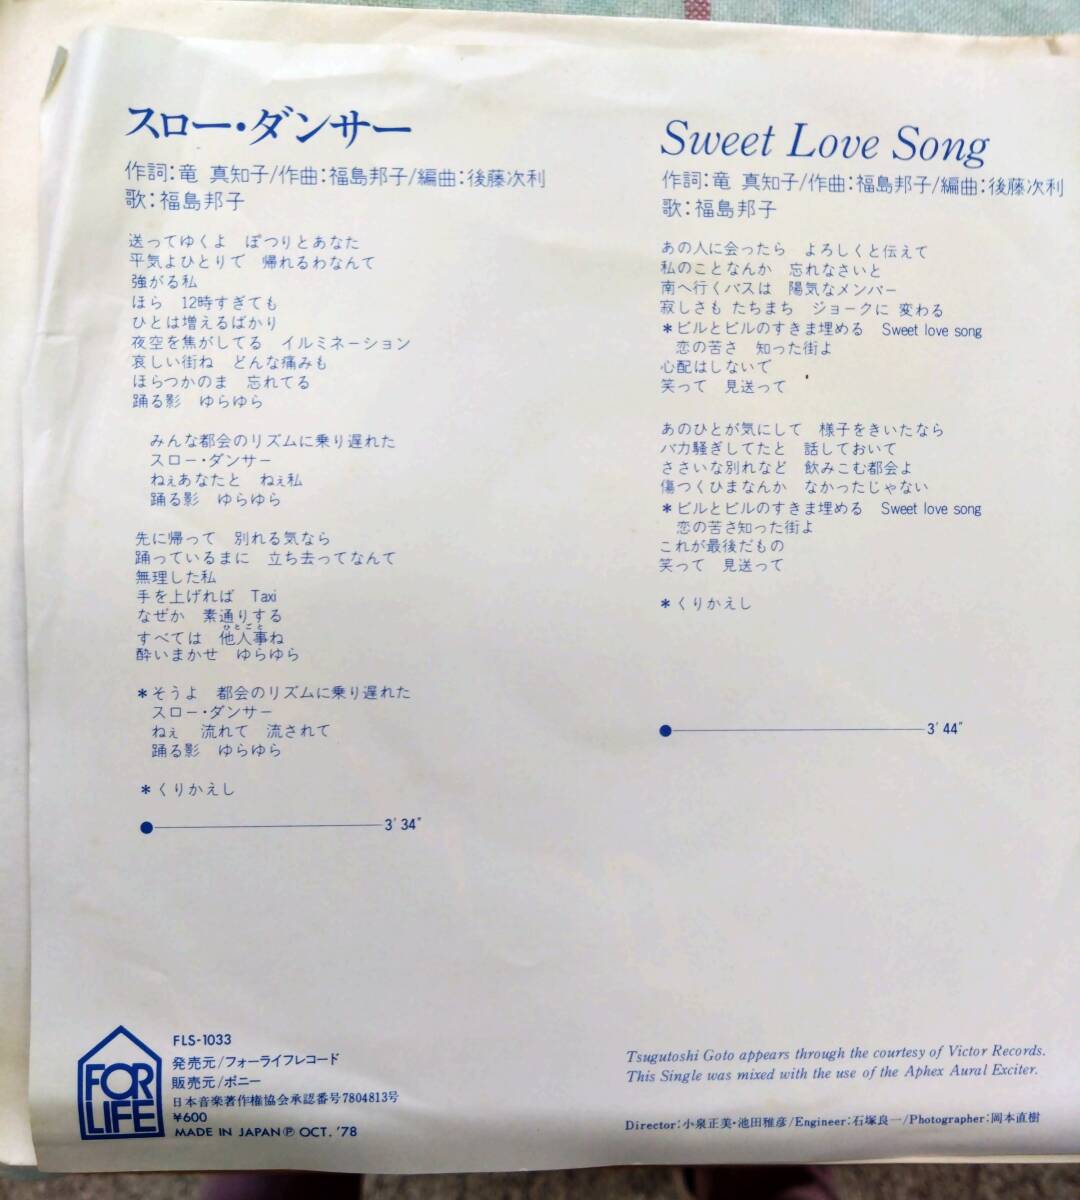 スロー・ダンサー
作詞:竜 真知子/作曲:福島邦子/編曲:後藤次利
歌:福島邦子
送ってゆくよ ぽつりとあなた
平気よひとりで 帰れるわなんて
強がる私
ほら 12時すぎても
ひとは増えるばかり
夜空を焦がしてる イルミネーション
哀しい街ね どんな痛みも
ほらつかのま 忘れてる
踊る影 ゆらゆら
みんな都会のリズムに乗り遅れた
スロー・ダンサー
ねぇあなたと ねぇ私
踊る影 ゆらゆら
先に帰って 別れる気なら
踊っているまに 立ち去ってなんて
無理した私
手を上げれば Taxi
なぜか 素通りする
ひとごと
すべては 他人事ね
酔いまかせ ゆらゆら
*そうよ 都会のリズムに乗り遅れた
スロー・ダンサー
ねぇ 流れて 流されて
踊る影 ゆらゆら
*くりかえし
3′34″
Sweet Love Song
作詞:竜 真知子/作曲:福島邦子/編曲:後藤次利
歌:福島邦子
あの人に会ったら よろしくと伝えて
私のことなんか 忘れなさいと
南へ行くバスは 陽気なメンバー
寂しさも たちまち ジョークに 変わる
*ビルとビルのすきま埋める Sweet love song
恋の苦さ 知った街よ
心配はしないで
笑って 見送って
あのひとが気にして 様子をきいたなら
バカ騒ぎしてたと 話しておいて
ささいな別れなど 飲みこむ都会よ
傷つくひまなんか なかったじゃない
*ビルとビルのすきま埋める Sweet love song
恋の苦さ知った街よ
これが最後だもの
笑って 見送って
*くりかえし
3′44″
FOR
LIFE
FLS-1033
発売元/フォーライフレコード
販売元/ポニー
日本音楽著作権協会承認番号7804813号
¥600
MADE IN JAPAN Ⓟ OCT. '78
Tsugutoshi Goto appears through the courtesy of Victor Records.
This Single was mixed with the use of the Aphex Aural Exciter.
Director:小泉正美・池田雅彦/Engineer:石塚良一/Photographer:岡本直樹